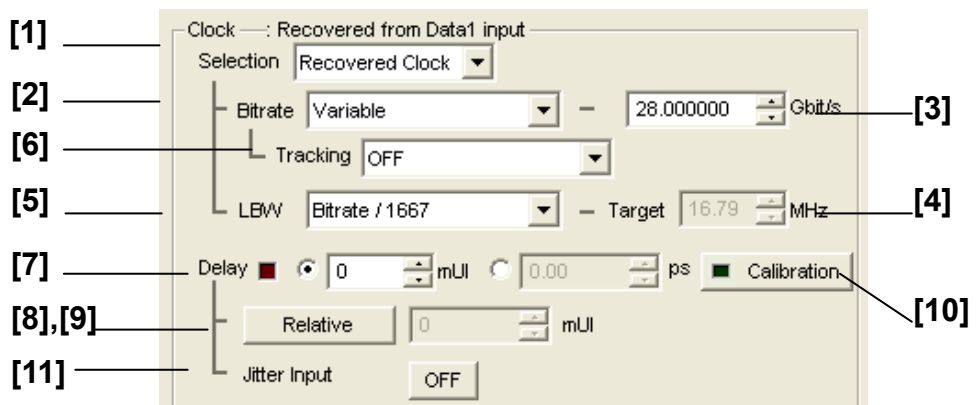 Clock : Recovered from Data1 input
[1] Selection Recovered Clock
[2] Bitrate Variable 28.000000 Gbit/s [3]
[6] Tracking OFF
[5] LBW Bitrate / 1667 Target 16.79 MHz [4]
[7] Delay 0 mUI 0.00 ps Calibration
[8],[9] Relative 0 mUI [10]
[11] Jitter Input OFF